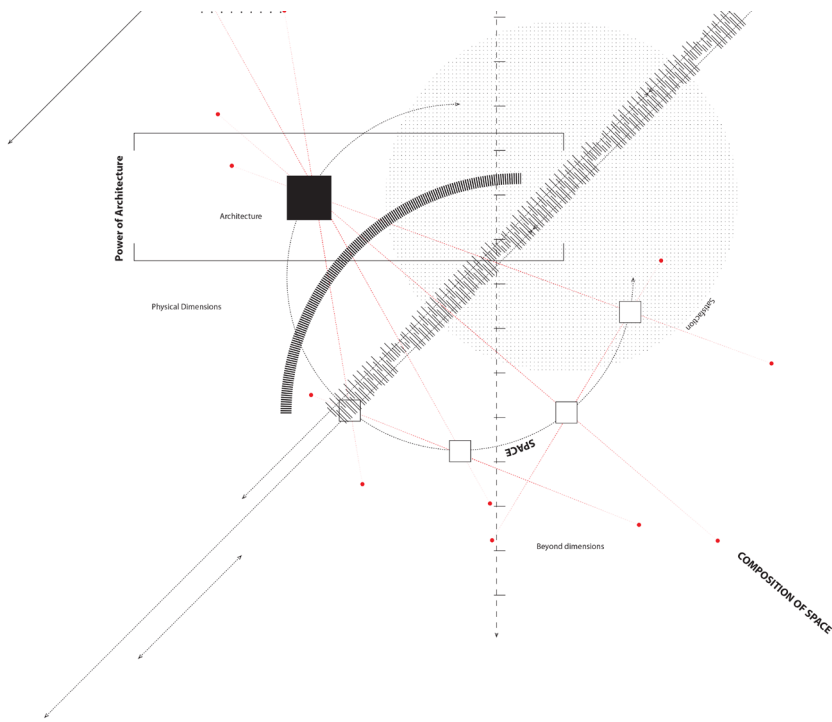 Power of Architecture
Architecture
Physical Dimensions
Satisfaction
SPACE
Beyond dimensions
COMPOSITION OF SPACE